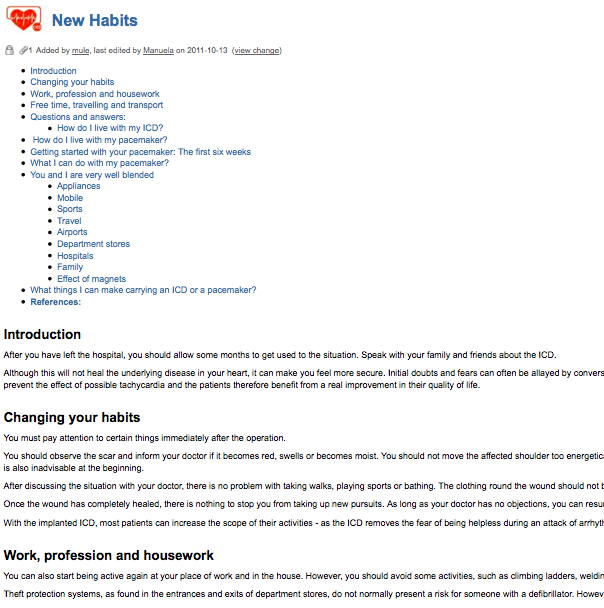 New Habits
1 Added by mule, last edited by Manuela on 2011-10-13 (view change)
Introduction
Changing your habits
Work, profession and housework
Free time, travelling and transport
Questions and answers:
How do I live with my ICD?
How do I live with my pacemaker?
Getting started with your pacemaker: The first six weeks
What I can do with my pacemaker?
You and I are very well blended
Appliances
Mobile
Sports
Travel
Airports
Department stores
Hospitals
Family
Effect of magnets
What things I can make carrying an ICD or a pacemaker?
References:
Introduction
After you have left the hospital, you should allow some months to get used to the situation. Speak with your family and friends about the ICD.
Although this will not heal the underlying disease in your heart, it can make you feel more secure. Initial doubts and fears can often be allayed by convers
prevent the effect of possible tachycardia and the patients therefore benefit from a real improvement in their quality of life.
Changing your habits
You must pay attention to certain things immediately after the operation.
You should observe the scar and inform your doctor if it becomes red, swells or becomes moist. You should not move the affected shoulder too energetic
is also inadvisable at the beginning.
After discussing the situation with your doctor, there is no problem with taking walks, playing sports or bathing. The clothing round the wound should not b
Once the wound has completely healed, there is nothing to stop you from taking up new pursuits. As long as your doctor has no objections, you can resu
With the implanted ICD, most patients can increase the scope of their activities - as the ICD removes the fear of being helpless during an attack of arrhyth
Work, profession and housework
You can also start being active again at your place of work and in the house. However, you should avoid some activities, such as climbing ladders, weldin
Theft protection systems, as found in the entrances and exits of department stores, do not normally present a risk for someone with a defibrillator. Howev